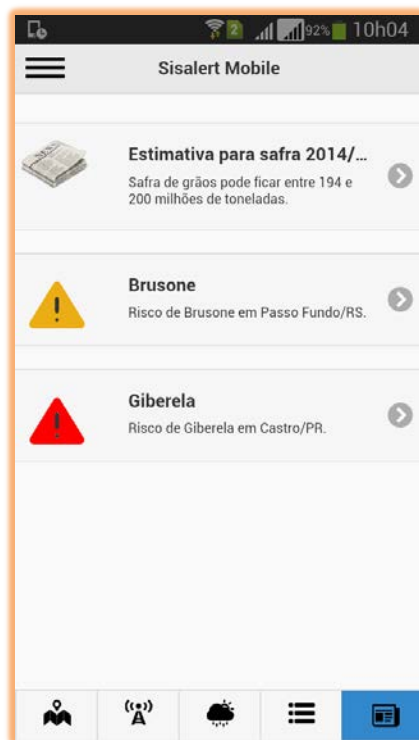 2 92% 10h04
Sisalert Mobile
Estimativa para safra 2014/...
Safra de grãos pode ficar entre 194 e
200 milhões de toneladas.
Brusone
Risco de Brusone em Passo Fundo/RS.
Giberela
Risco de Giberela em Castro/PR.